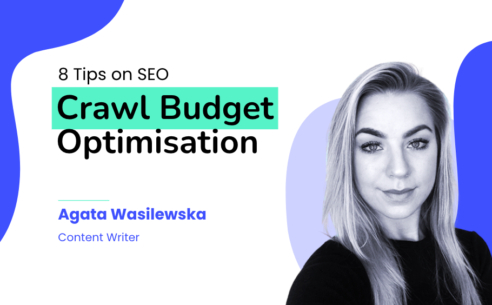 8 Tips on SEO
Crawl Budget
Optimisation
Agata Wasilewska
Content Writer